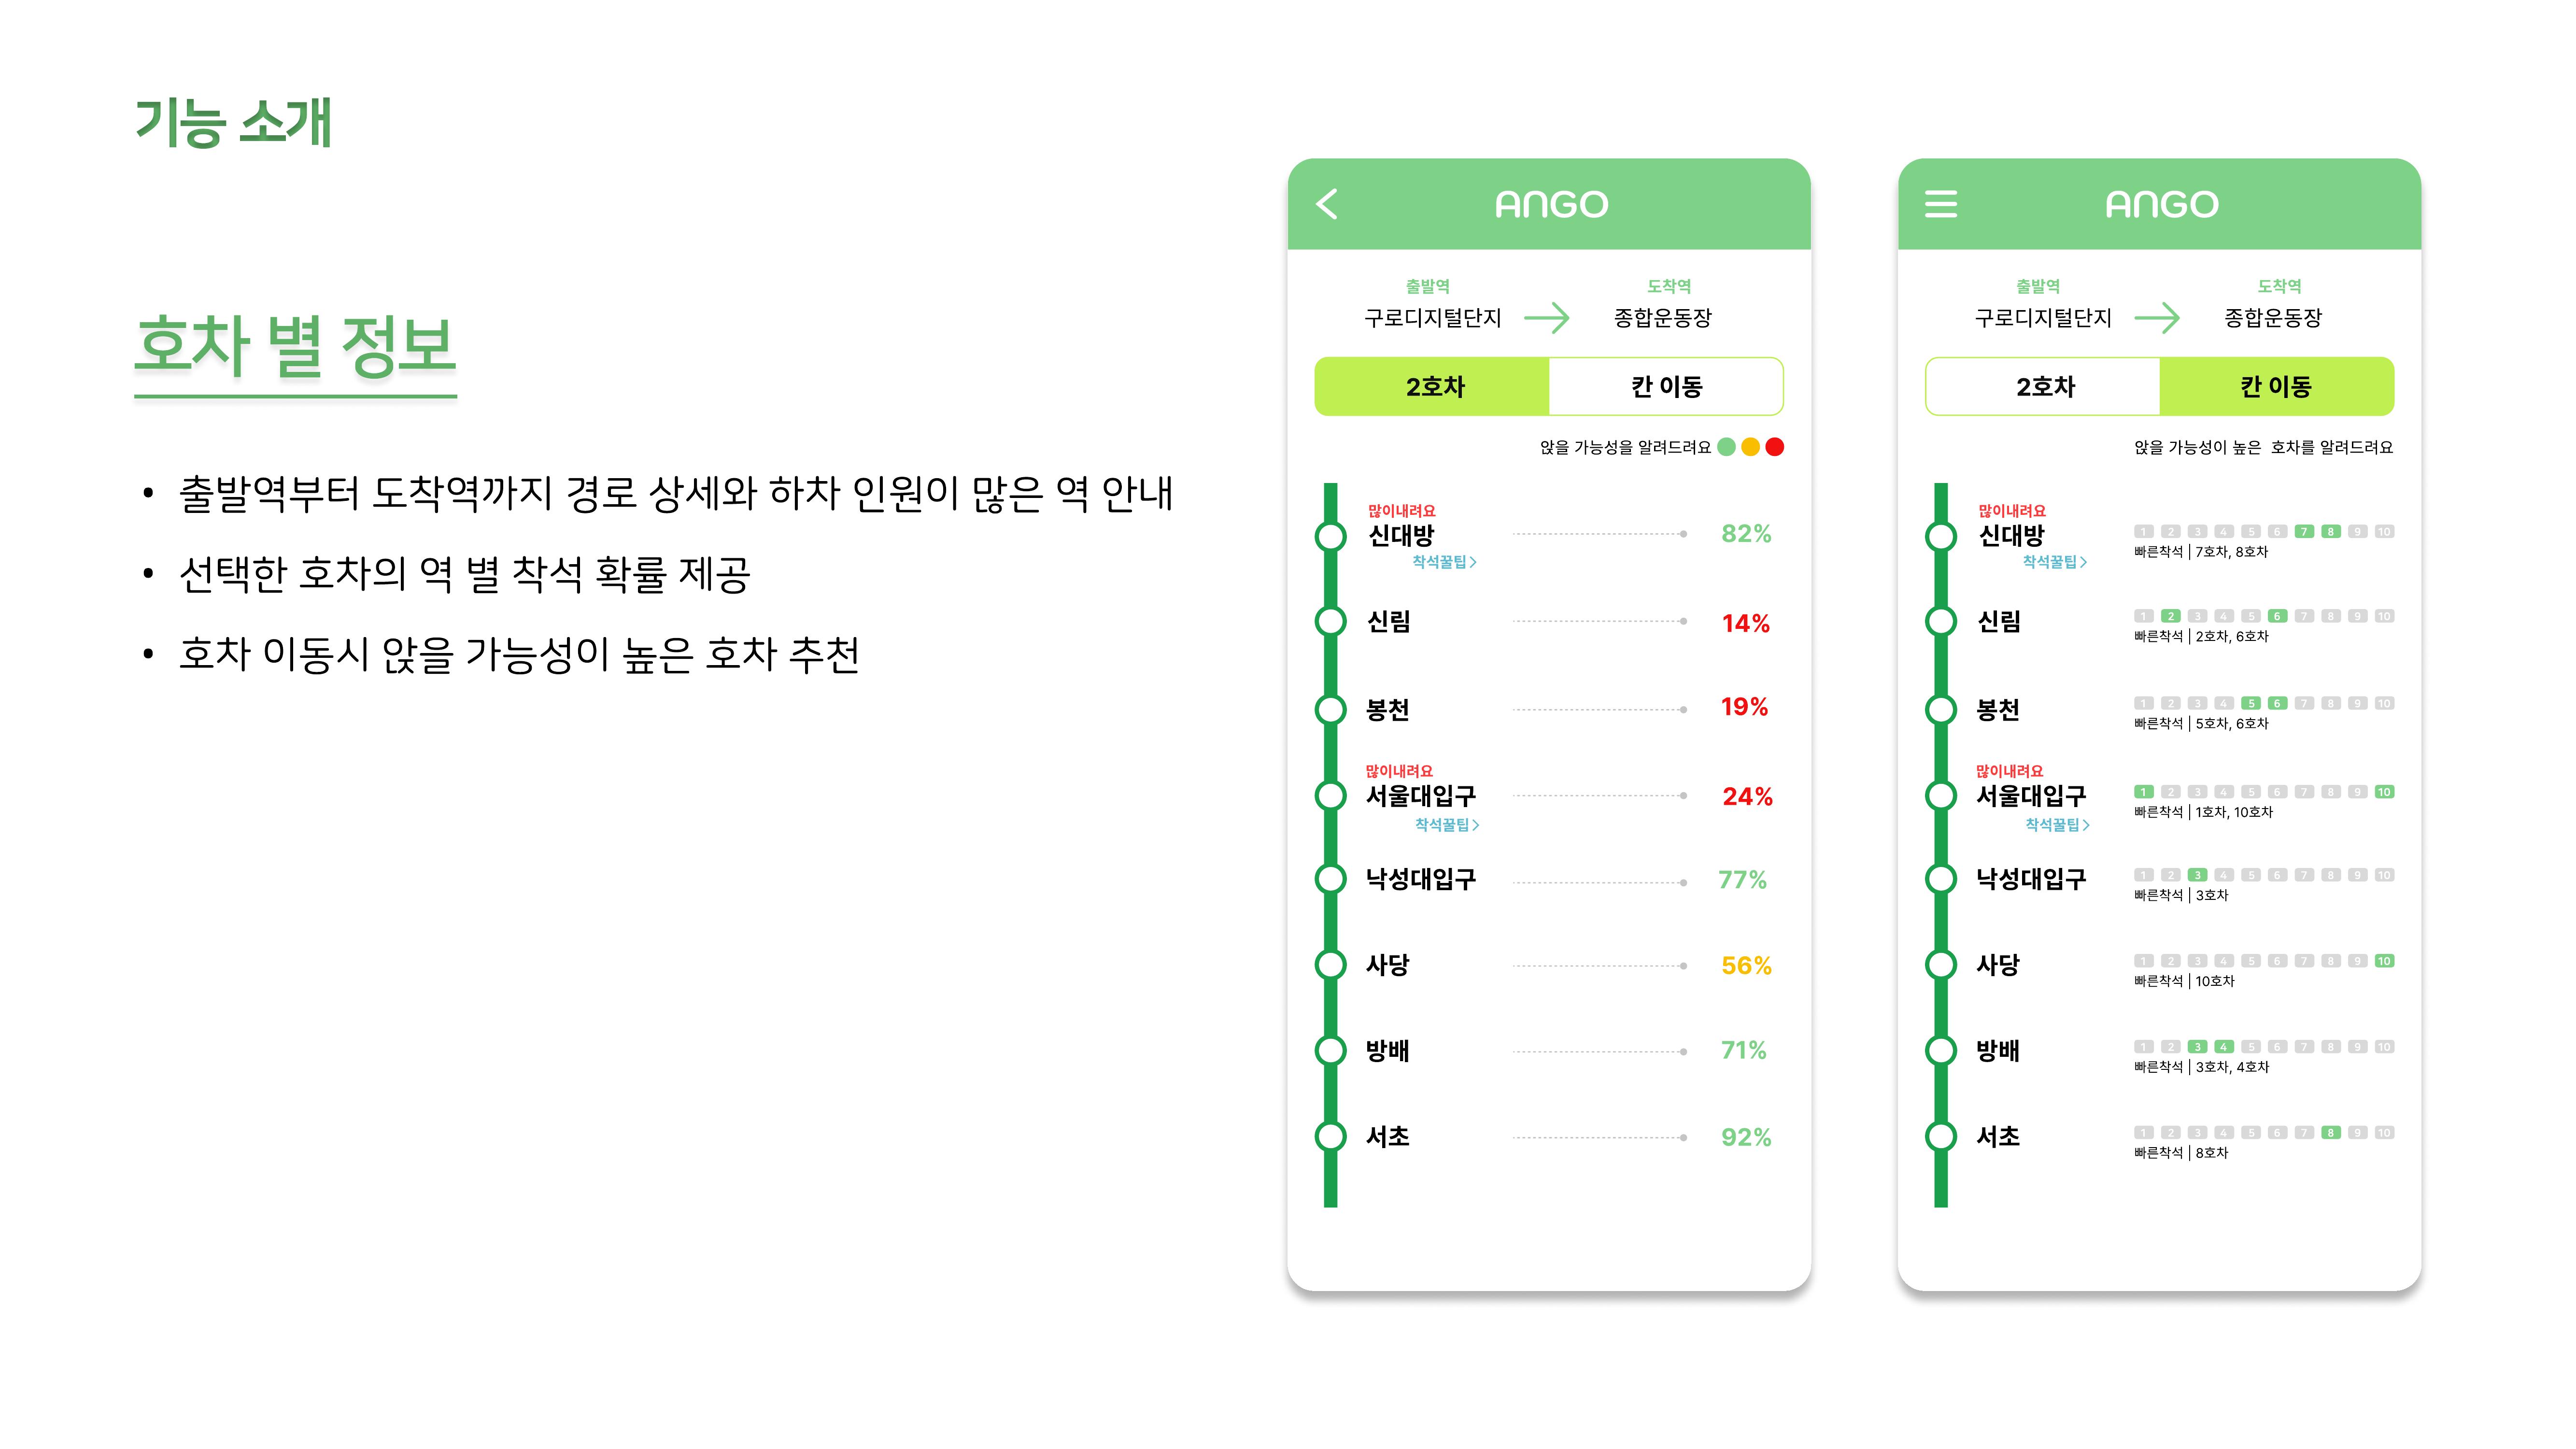 기능 소개
호차 별 정보
• 출발역부터 도착역까지 경로 상세와 하차 인원이 많은 역 안내
• 선택한 호차의 역 별 착석 확률 제공
• 호차 이동시 앉을 가능성이 높은 호차 추천
ANGO
출발역 도착역
구로디지털단지 종합운동장
2호차 칸 이동
앉을 가능성을 알려드려요
많이내려요
신대방 82%
착석꿀팁
신림 14%
봉천 19%
많이내려요
서울대입구 24%
착석꿀팁
낙성대입구 77%
사당 56%
방배 71%
서초 92%
ANGO
출발역 도착역
구로디지털단지 종합운동장
2호차 칸 이동
앉을 가능성이 높은 호차를 알려드려요
많이내려요
신대방 1 2 3 4 5 6 7 8 9 10
빠른착석 | 7호차, 8호차
착석꿀팁
신림 1 2 3 4 5 6 7 8 9 10
빠른착석 | 2호차, 6호차
봉천 1 2 3 4 5 6 7 8 9 10
빠른착석 | 5호차, 6호차
많이내려요
서울대입구 1 2 3 4 5 6 7 8 9 10
빠른착석 | 1호차, 10호차
착석꿀팁
낙성대입구 1 2 3 4 5 6 7 8 9 10
빠른착석 | 3호차
사당 1 2 3 4 5 6 7 8 9 10
빠른착석 | 10호차
방배 1 2 3 4 5 6 7 8 9 10
빠른착석 | 3호차, 4호차
서초 1 2 3 4 5 6 7 8 9 10
빠른착석 | 8호차